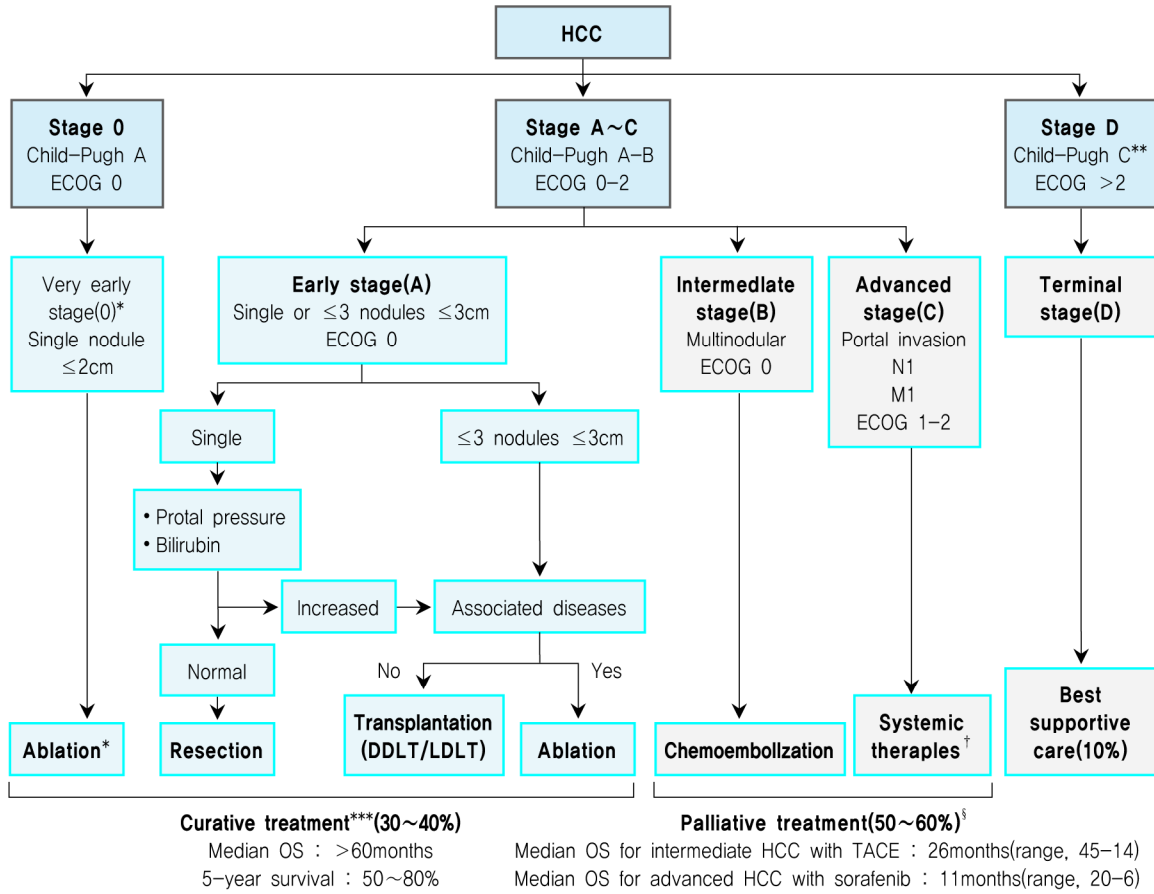 HCC
Stage 0
Child-Pugh A
ECOG 0
Stage A~C
Child-Pugh A-B
ECOG 0-2
Stage D
Child-Pugh C**
ECOG >2
Very early
stage(0)*
Single nodule
≤2cm
Early stage(A)
Single or ≤3 nodules ≤3cm
ECOG 0
Intermedlate
stage(B)
Multinodular
ECOG 0
Advanced
stage(C)
Portal invasion
N1
M1
ECOG 1-2
Terminal
stage(D)
Single
≤3 nodules ≤3cm
• Protal pressure
• Bilirubin
Increased
Associated diseases
Normal
No
Yes
Ablation*
Resection
Transplantation
(DDLT/LDLT)
Ablation
Chemoembollzation
Systemic
theraples†
Best
supportive
care(10%)
Curative treatment***(30~40%)
Median OS : >60months
5-year survival : 50~80%
Palliative treatment(50~60%)§
Median OS for intermediate HCC with TACE : 26months(range, 45-14)
Median OS for advanced HCC with sorafenib : 11months(range, 20-6)